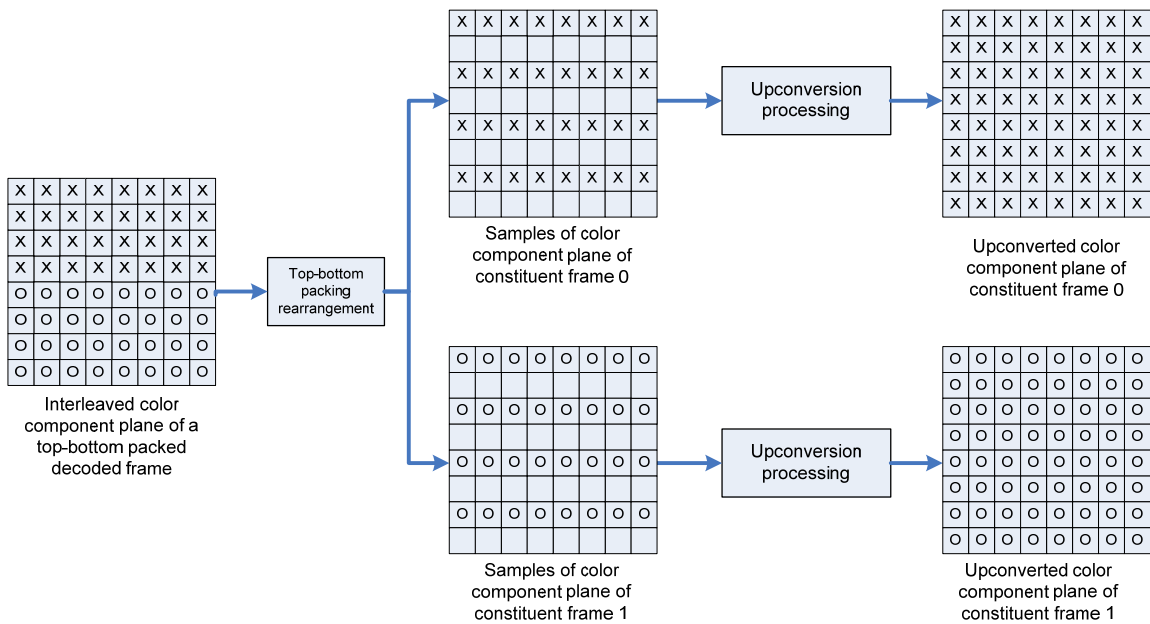 X X X X X X X X
X X X X X X X X
X X X X X X X X
X X X X X X X X
O O O O O O O O
O O O O O O O O
O O O O O O O O
O O O O O O O O
Interleaved color
component plane of a
top-bottom packed
decoded frame
Top-bottom
packing
rearrangement
X X X X X X X X
X X X X X X X X
X X X X X X X X
X X X X X X X X
Samples of color
component plane of
constituent frame 0
Upconversion
processing
X X X X X X X X
X X X X X X X X
X X X X X X X X
X X X X X X X X
X X X X X X X X
X X X X X X X X
X X X X X X X X
X X X X X X X X
Upconverted color
component plane of
constituent frame 0
O O O O O O O O
O O O O O O O O
O O O O O O O O
O O O O O O O O
Samples of color
component plane of
constituent frame 1
Upconversion
processing
O O O O O O O O
O O O O O O O O
O O O O O O O O
O O O O O O O O
O O O O O O O O
O O O O O O O O
O O O O O O O O
O O O O O O O O
Upconverted color
component plane of
constituent frame 1